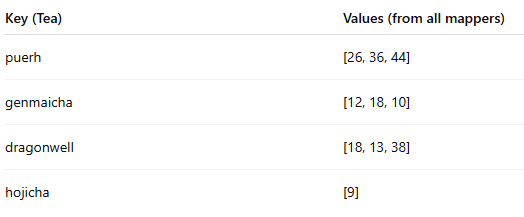 Key (Tea) Values (from all mappers)
puerh [26, 36, 44]
genmaicha [12, 18, 10]
dragonwell [18, 13, 38]
hojicha [9]